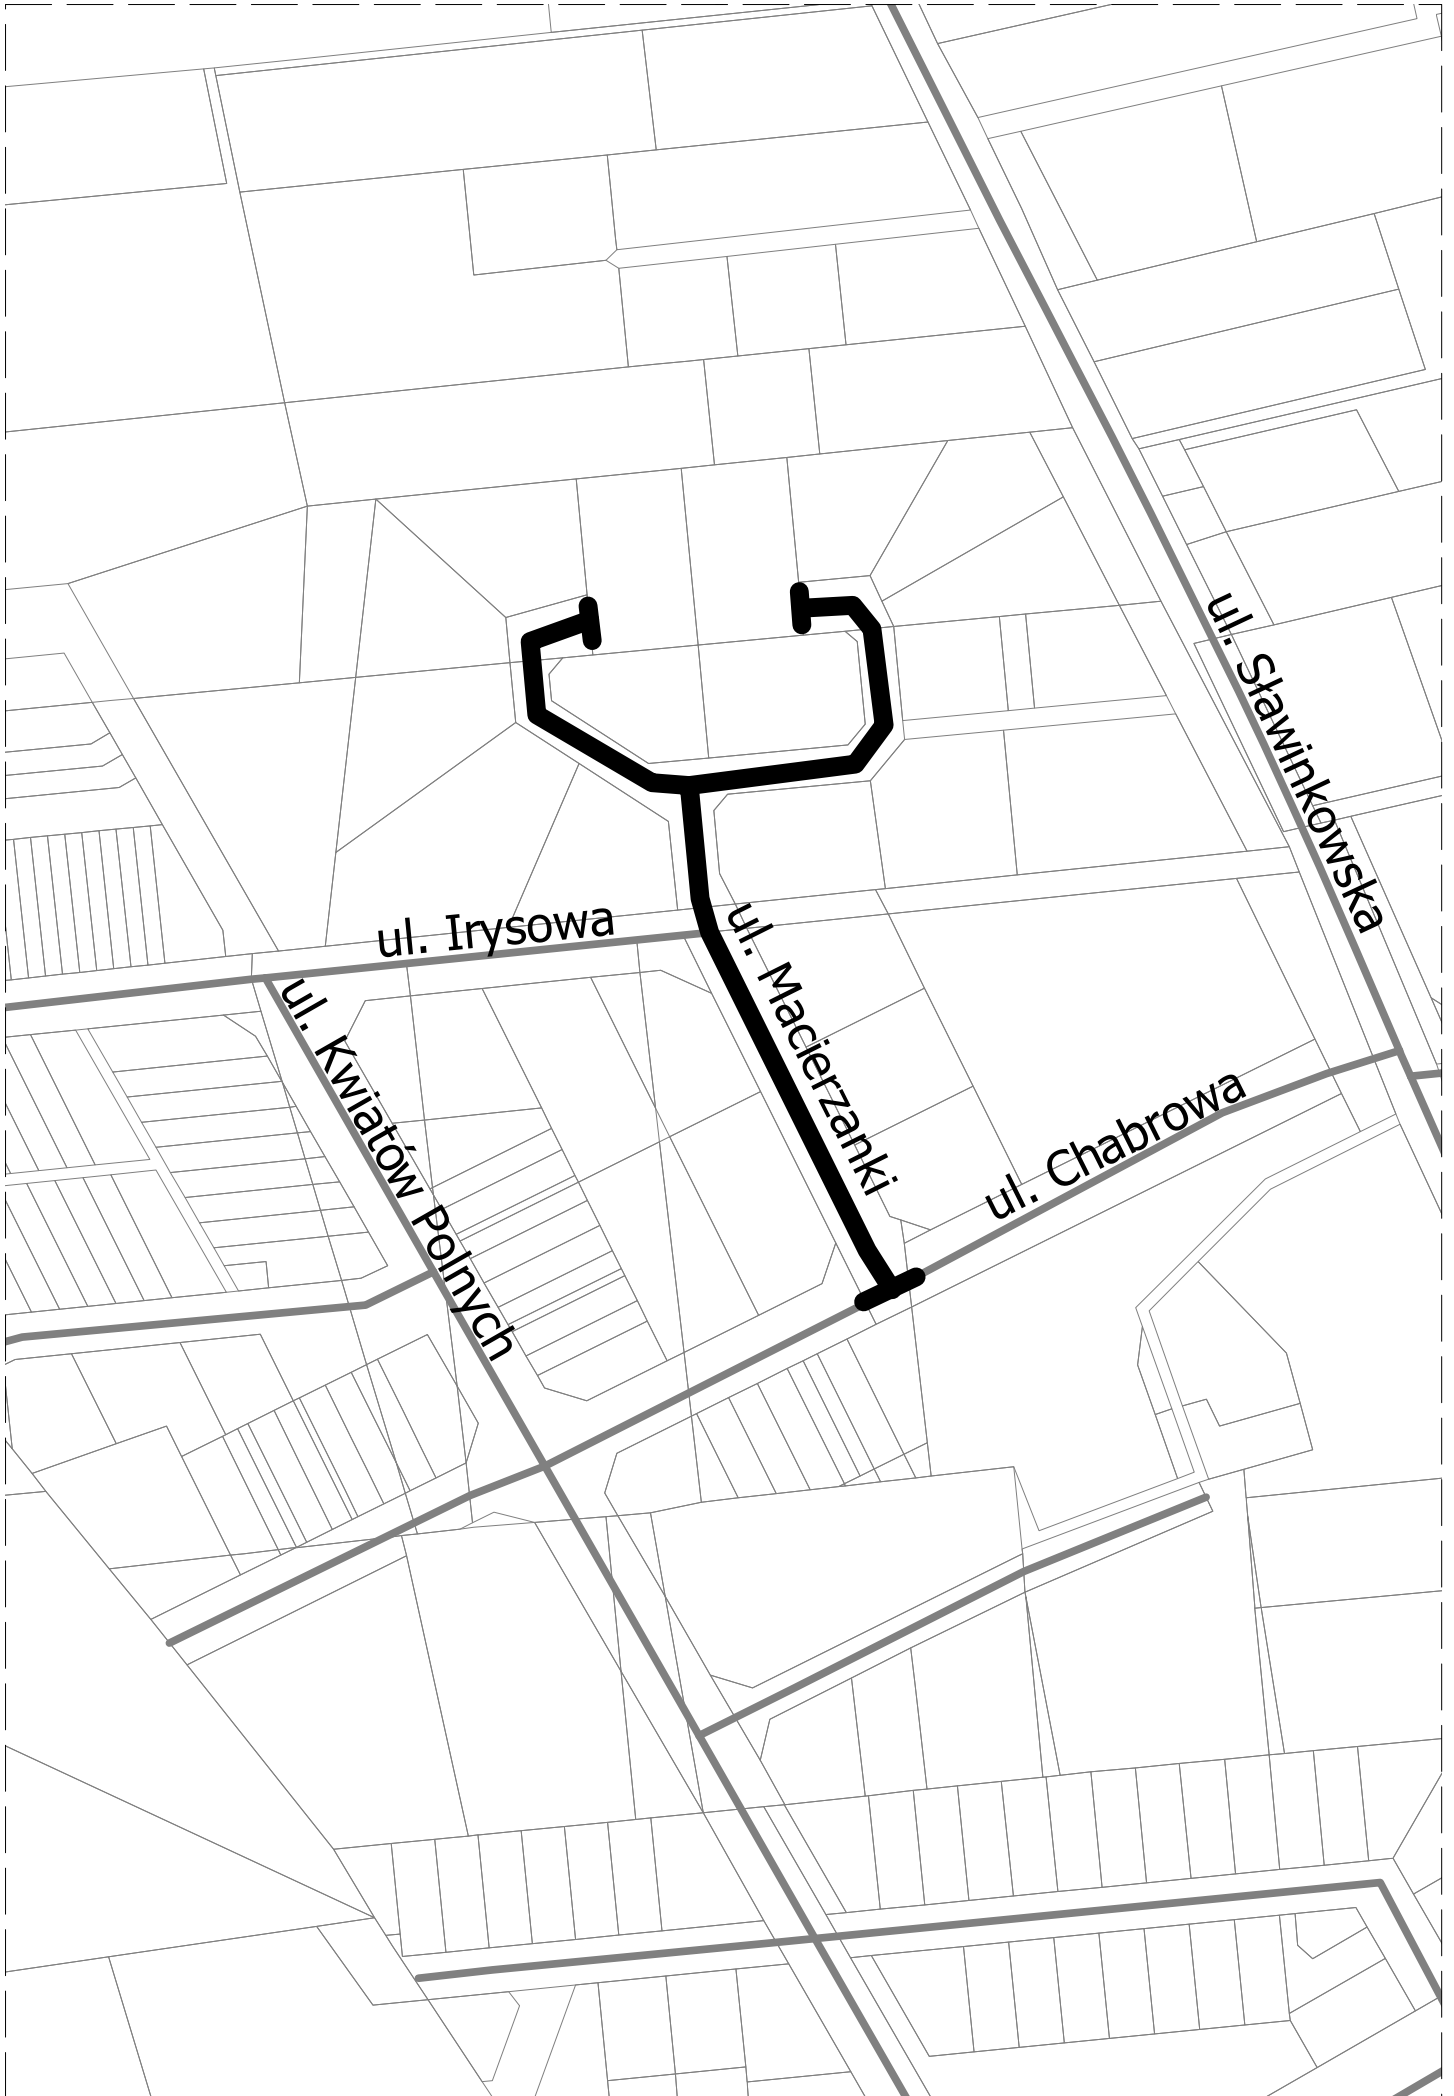 ul. Sławinkowska
ul. Irysowa
ul. Macierzanki
ul. Kwiatów Polnych
ul. Chabrowa